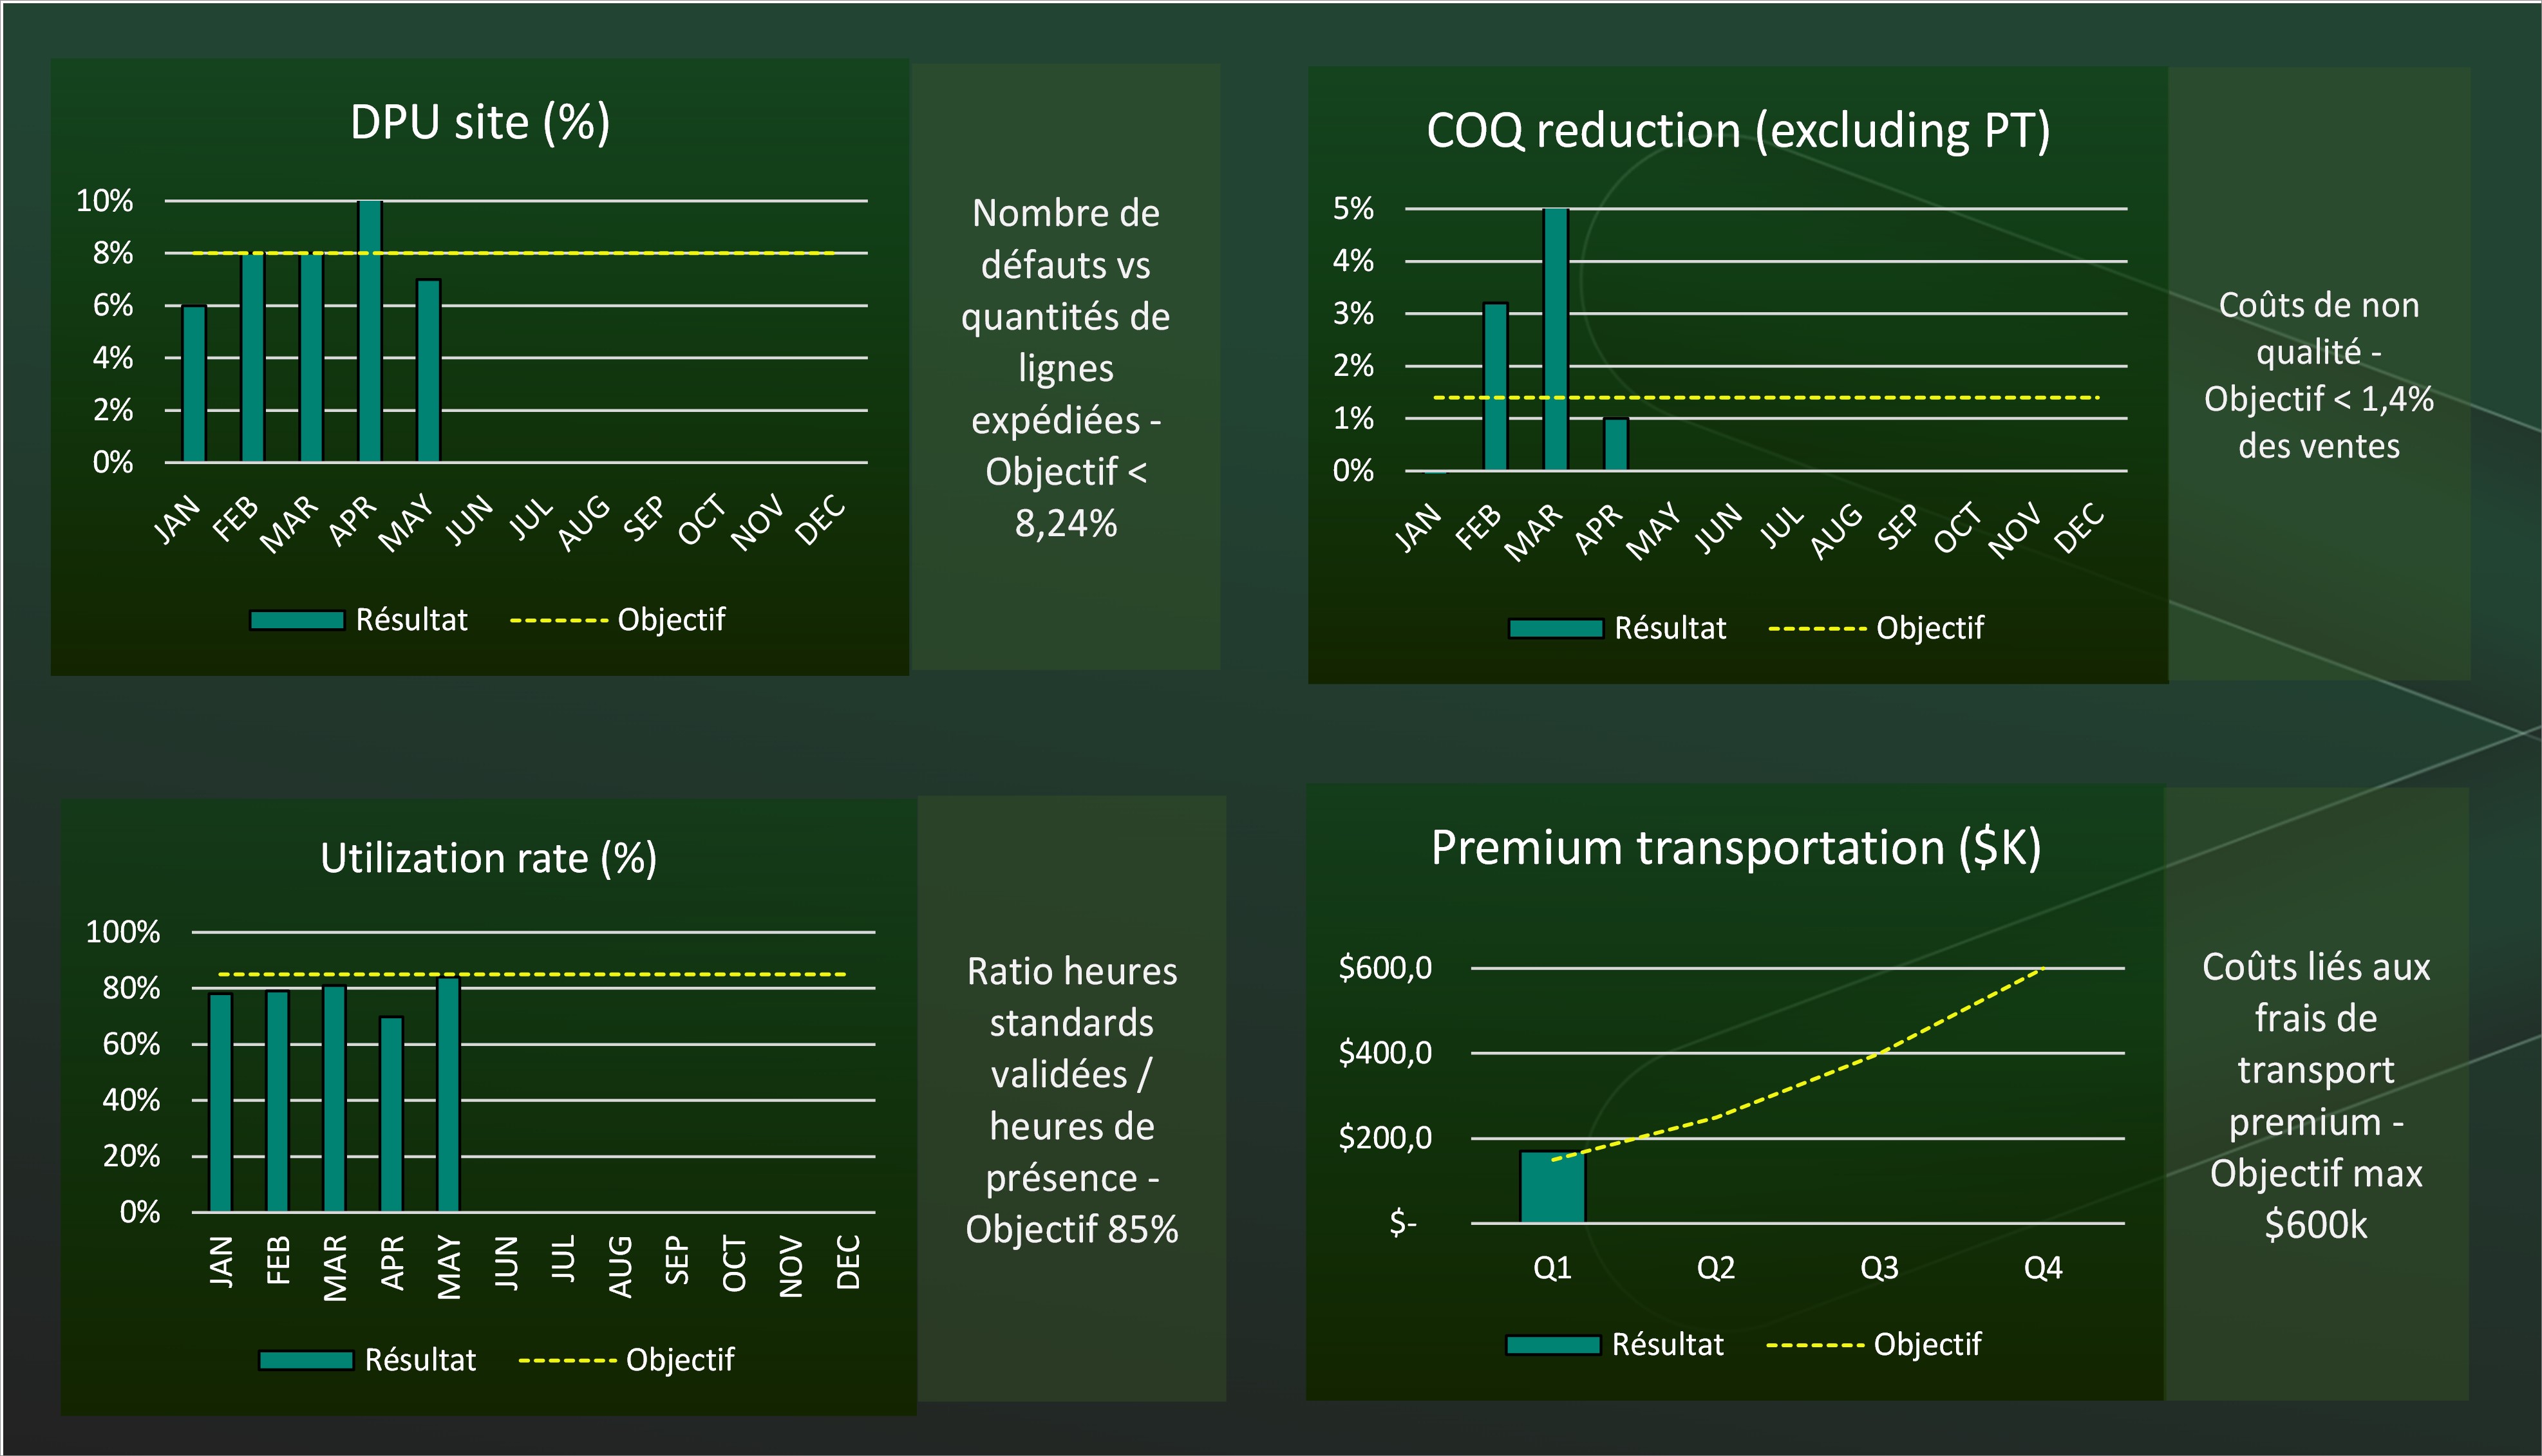 DPU site (%)
10%
8%
6%
4%
2%
0%
JAN FEB MAR APR MAY JUN JUL AUG SEP OCT NOV DEC
Résultat Objectif
Nombre de
défauts vs
quantités de
lignes
expédiées -
Objectif <
8,24%
COQ reduction (excluding PT)
5%
4%
3%
2%
1%
0%
JAN FEB MAR APR MAY JUN JUL AUG SEP OCT NOV DEC
Résultat Objectif
Coûts de non
qualité -
Objectif < 1,4%
des ventes
Utilization rate (%)
100%
80%
60%
40%
20%
0%
JAN FEB MAR APR MAY JUN JUL AUG SEP OCT NOV DEC
Résultat Objectif
Ratio heures
standards
validées /
heures de
présence -
Objectif 85%
Premium transportation ($K)
$600,0
$400,0
$200,0
$-
Q1 Q2 Q3 Q4
Résultat Objectif
Coûts liés aux
frais de
transport
premium -
Objectif max
$600k